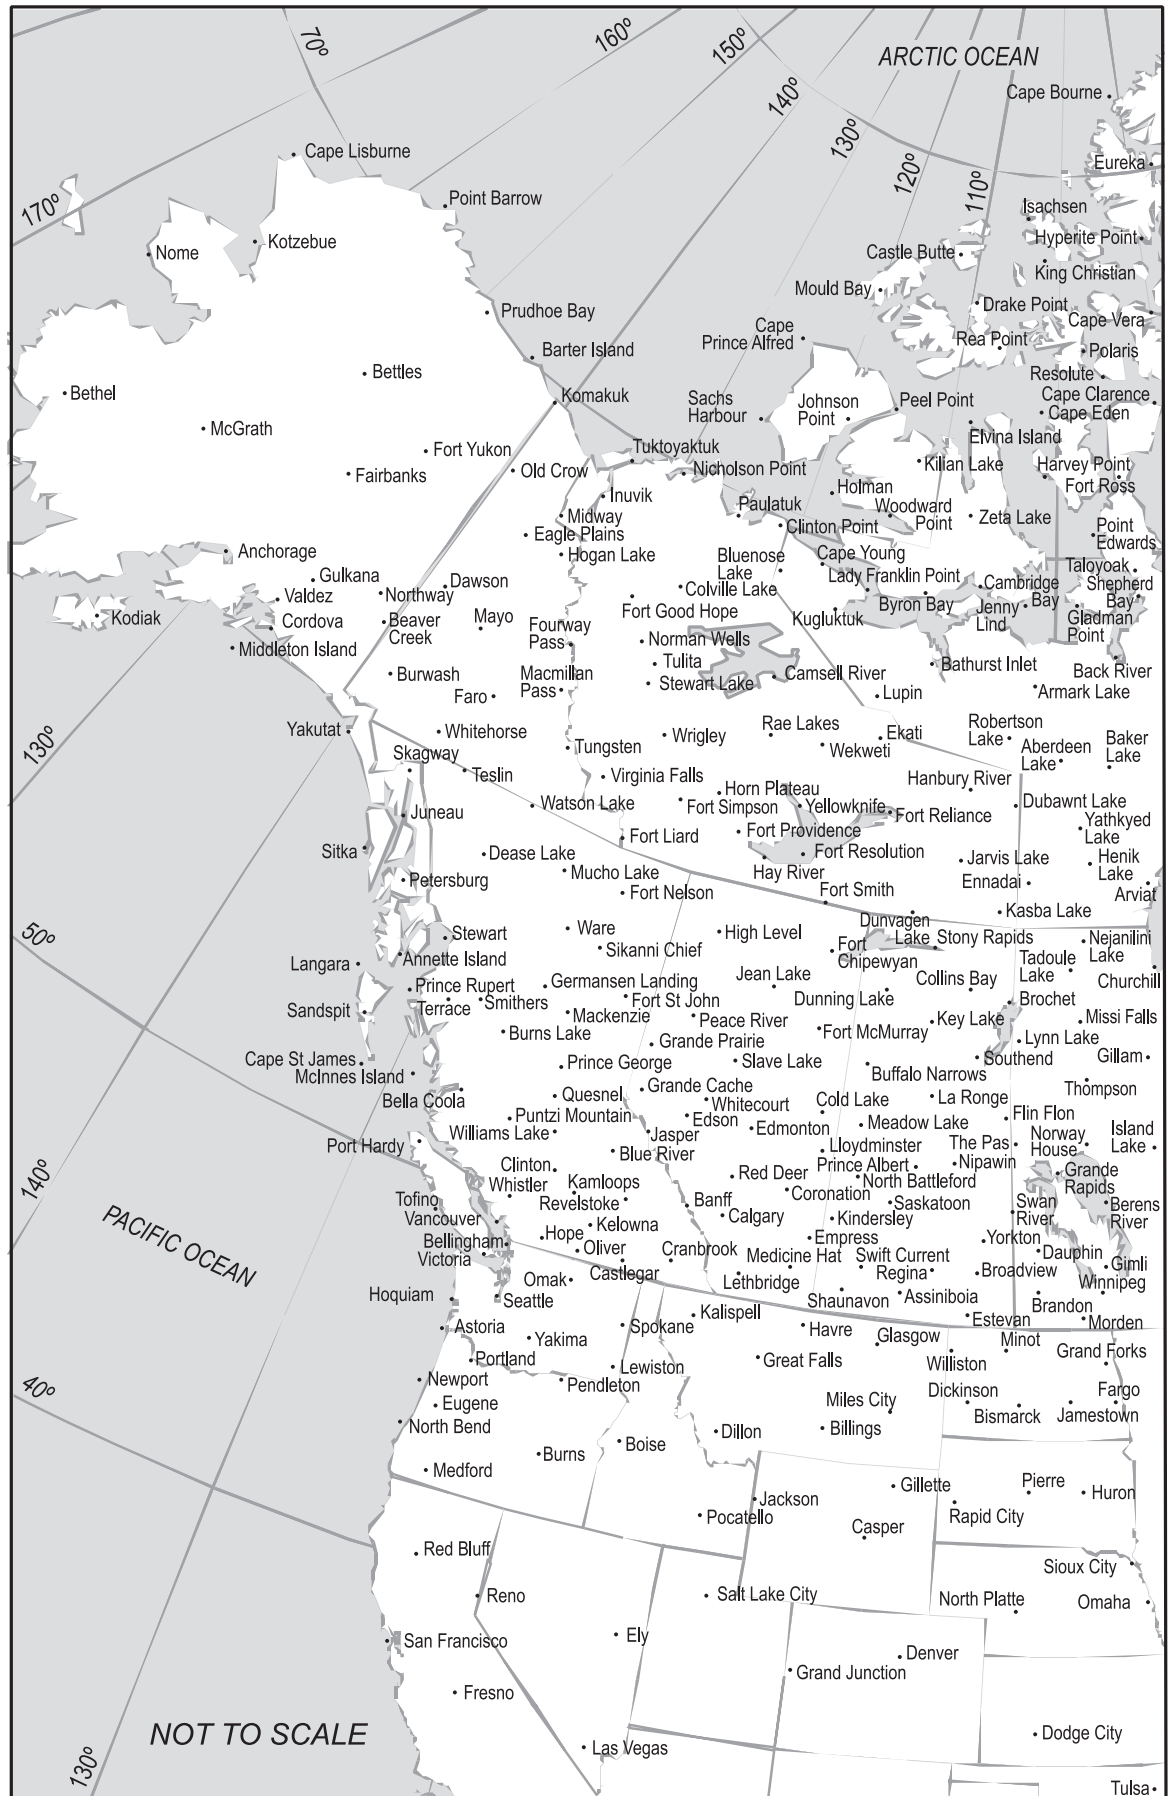 70º
160º
150º
ARCTIC OCEAN
140º
Cape Bourne
130º
Cape Lisburne
Eureka
120º
110º
170º
Point Barrow
Isachsen
Kotzebue
Hyperite Point
Nome
Castle Butte
King Christian
Mould Bay
Drake Point
Prudhoe Bay
Cape Vera
Cape
Prince Alfred
Rea Point
Barter Island
Polaris
Bettles
Resolute
Bethel
Komakuk
Sachs
Harbour
Johnson
Point
Peel Point
Cape Clarence
Cape Eden
McGrath
Elvina Island
Fort Yukon
Tuktoyaktuk
Old Crow
Nicholson Point
Kilian Lake
Harvey Point
Fairbanks
Fort Ross
Inuvik
Holman
Paulatuk
Woodward
Point
Midway
Zeta Lake
Clinton Point
Point
Edwards
Eagle Plains
Anchorage
Hogan Lake
Bluenose
Lake
Cape Young
Taloyoak
Gulkana
Dawson
Lady Franklin Point
Cambridge
Bay
Shepherd
Bay
Valdez
Northway
Colville Lake
Kodiak
Cordova
Beaver
Creek
Mayo
Fort Good Hope
Byron Bay
Jenny
Lind
Gladman
Point
Kugluktuk
Fourway
Pass
Norman Wells
Middleton Island
Tulita
Bathurst Inlet
Back River
Burwash
Macmillan
Pass
Stewart Lake
Camsell River
Faro
Lupin
Armark Lake
Yakutat
Whitehorse
Wrigley
Rae Lakes
Ekati
Robertson
Lake
130º
Skagway
Tungsten
Wekweti
Aberdeen
Lake
Baker
Lake
Teslin
Virginia Falls
Hanbury River
Horn Plateau
Watson Lake
Fort Simpson
Yellowknife
Dubawnt Lake
Juneau
Fort Reliance
Yathkyed
Lake
Fort Liard
Fort Providence
Sitka
Dease Lake
Fort Resolution
Jarvis Lake
Henik
Lake
Mucho Lake
Hay River
Petersburg
Fort Nelson
Fort Smith
Ennadai
Arviat
Kasba Lake
50º
Stewart
Ware
High Level
Dunvagen
Lake
Stony Rapids
Nejanilini
Lake
Sikanni Chief
Fort
Chipewyan
Langara
Annette Island
Tadoule
Lake
Jean Lake
Churchill
Prince Rupert
Germansen Landing
Collins Bay
Sandspit
Terrace
Smithers
Fort St John
Dunning Lake
Brochet
Mackenzie
Peace River
Key Lake
Missi Falls
Burns Lake
Fort McMurray
Grande Prairie
Lynn Lake
Cape St James
Prince George
Slave Lake
Southend
Gillam
McInnes Island
Buffalo Narrows
Grande Cache
Thompson
Bella Coola
Quesnel
Whitecourt
Cold Lake
La Ronge
Puntzi Mountain
Edson
Meadow Lake
Flin Flon
Williams Lake
Edmonton
Port Hardy
Jasper
Lloydminster
The Pas
Norway
House
Island
Lake
Blue River
Clinton
Red Deer
Prince Albert
Nipawin
Grande
Rapids
140º
Whistler
Kamloops
North Battleford
Tofino
Revelstoke
Coronation
Banff
Saskatoon
Swan
River
Berens
River
PACIFIC OCEAN
Vancouver
Kelowna
Calgary
Kindersley
Bellingham
Hope
Empress
Yorkton
Victoria
Oliver
Cranbrook
Medicine Hat
Swift Current
Dauphin
Gimli
Omak
Castlegar
Lethbridge
Regina
Broadview
Winnipeg
Hoquiam
Seattle
Shaunavon
Assiniboia
Brandon
Kalispell
Estevan
Morden
Astoria
Spokane
Havre
Yakima
Glasgow
Minot
Portland
Great Falls
Williston
Grand Forks
Lewiston
40º
Newport
Pendleton
Dickinson
Fargo
Eugene
Miles City
Bismarck
Jamestown
North Bend
Dillon
Billings
Boise
Burns
Medford
Gillette
Pierre
Huron
Jackson
Pocatello
Rapid City
Casper
Red Bluff
Sioux City
Reno
Salt Lake City
North Platte
Omaha
San Francisco
Ely
Denver
Grand Junction
Fresno
NOT TO SCALE
Las Vegas
Dodge City
130º
Tulsa